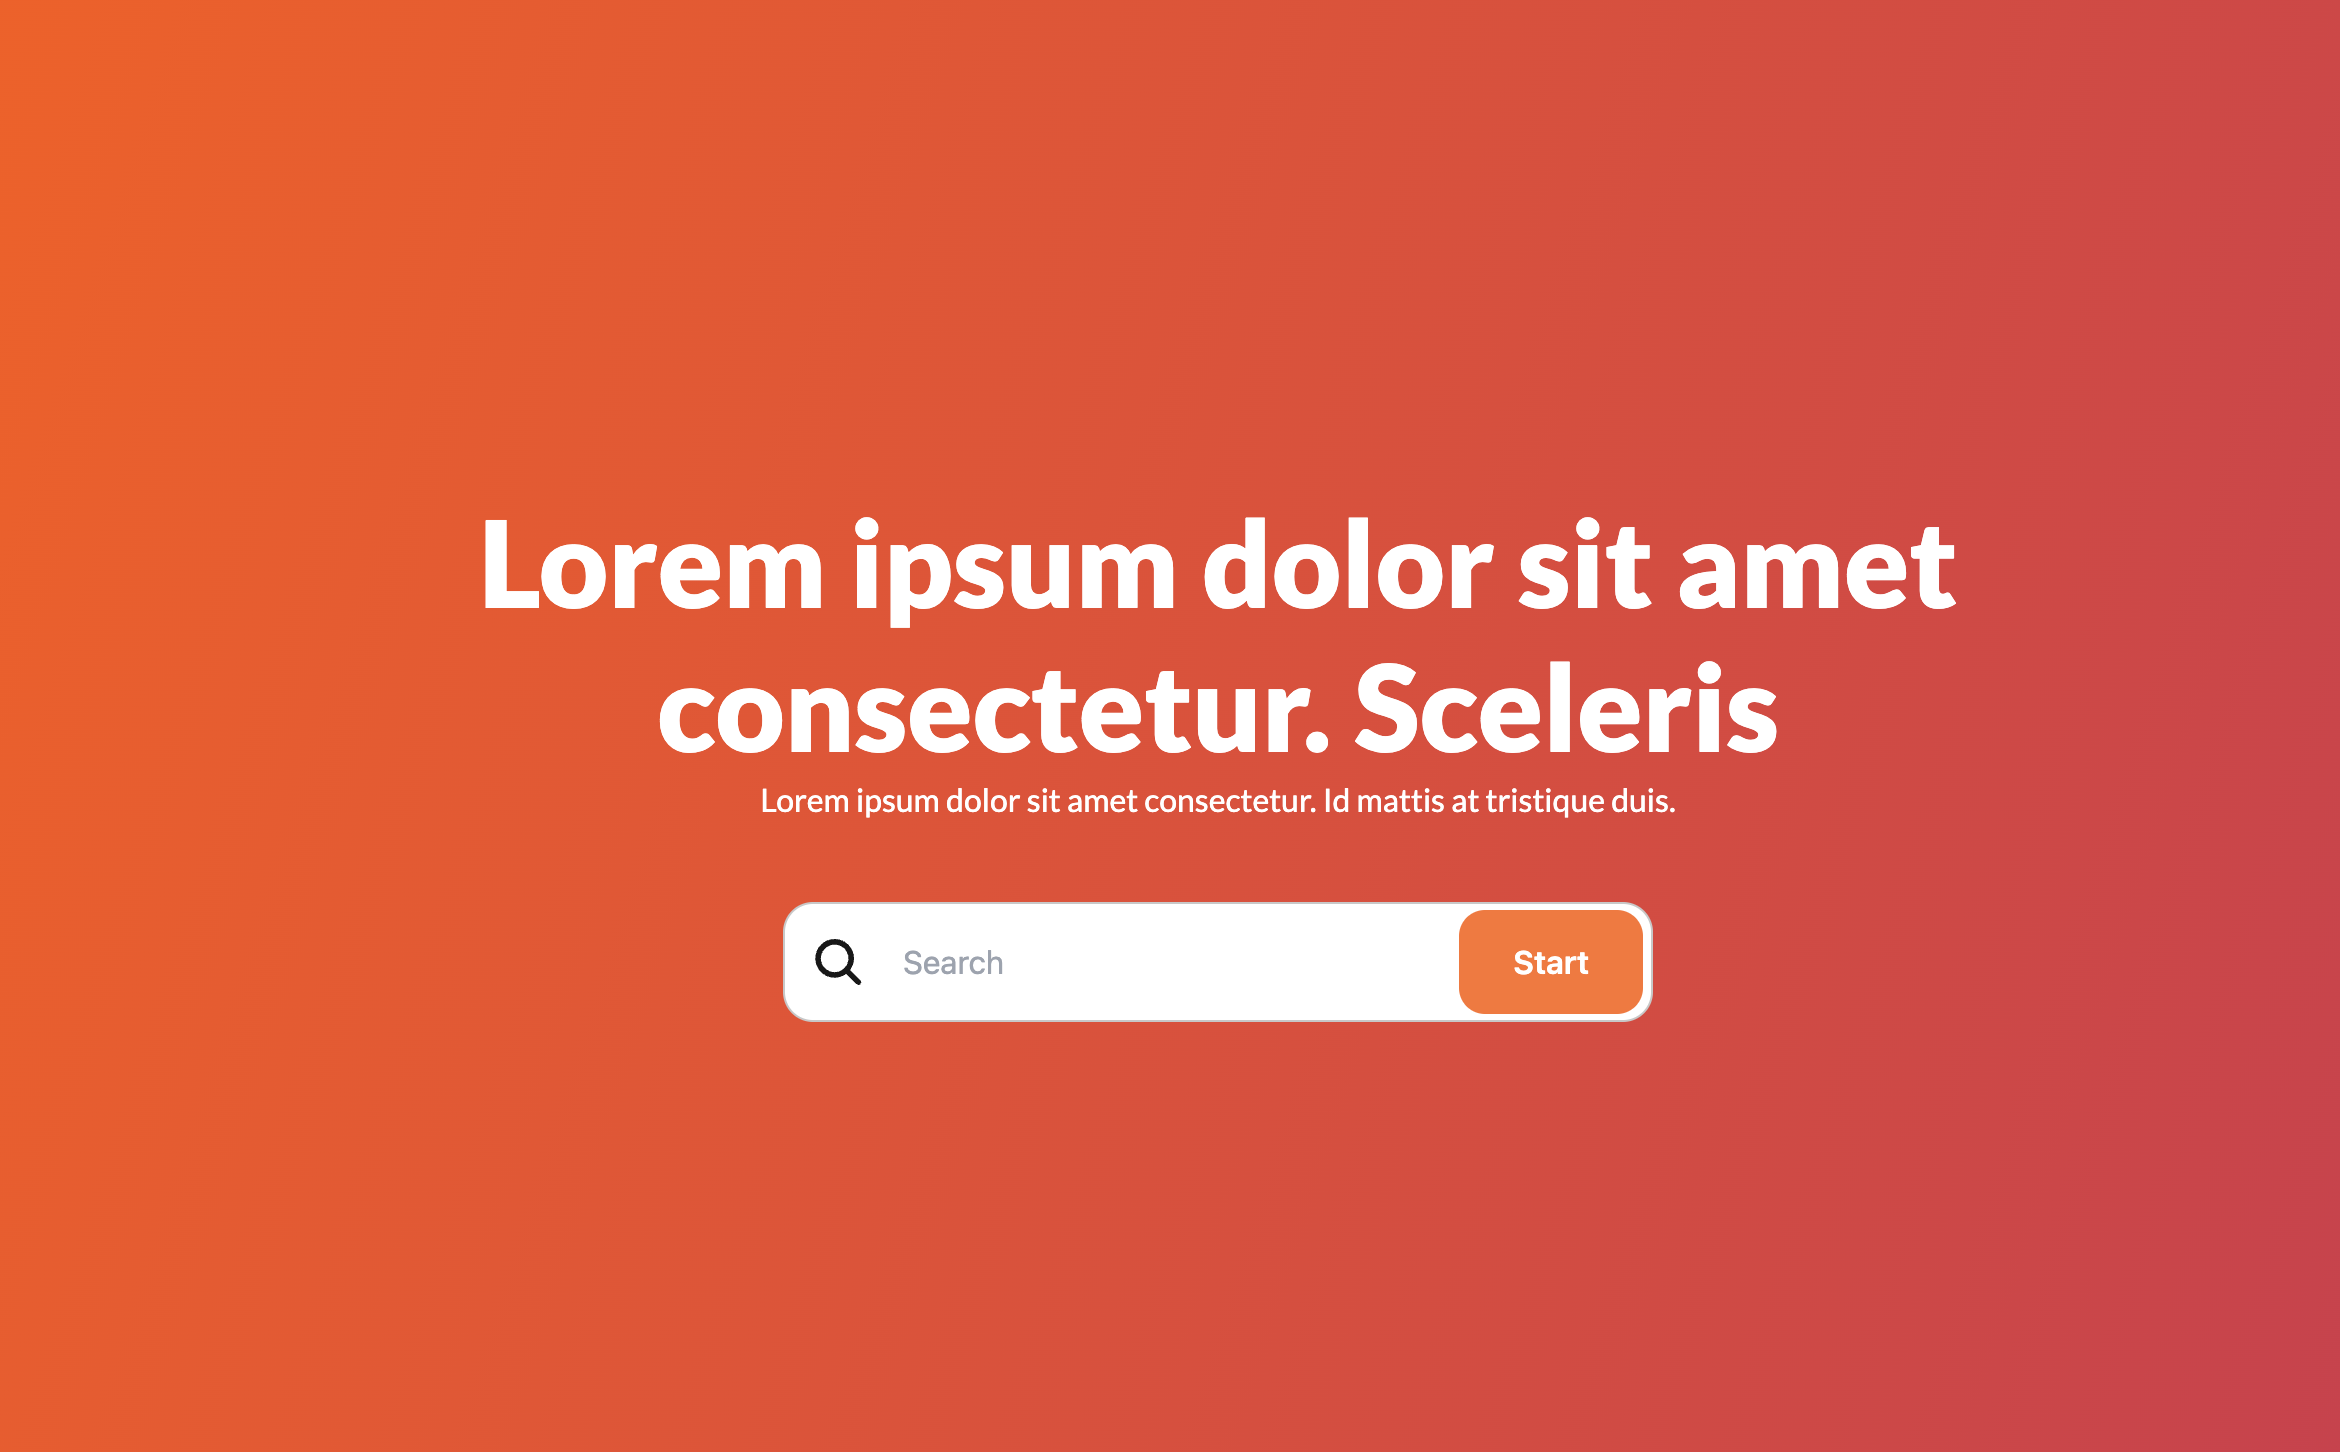 Lorem ipsum dolor sit amet
consectetur. Sceleris
Lorem ipsum dolor sit amet consectetur. Id mattis at tristique duis.
Search
Start